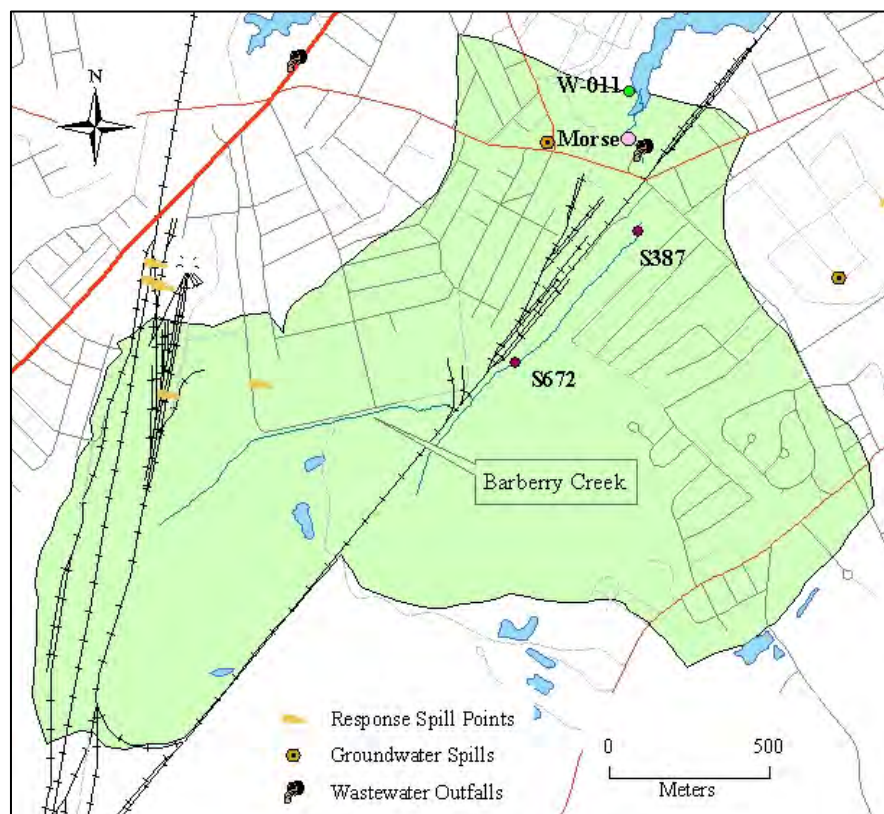 N
W-011
Morse
S387
S672
Barberry Creek
Response Spill Points
Groundwater Spills
Wastewater Outfalls
0 500
Meters